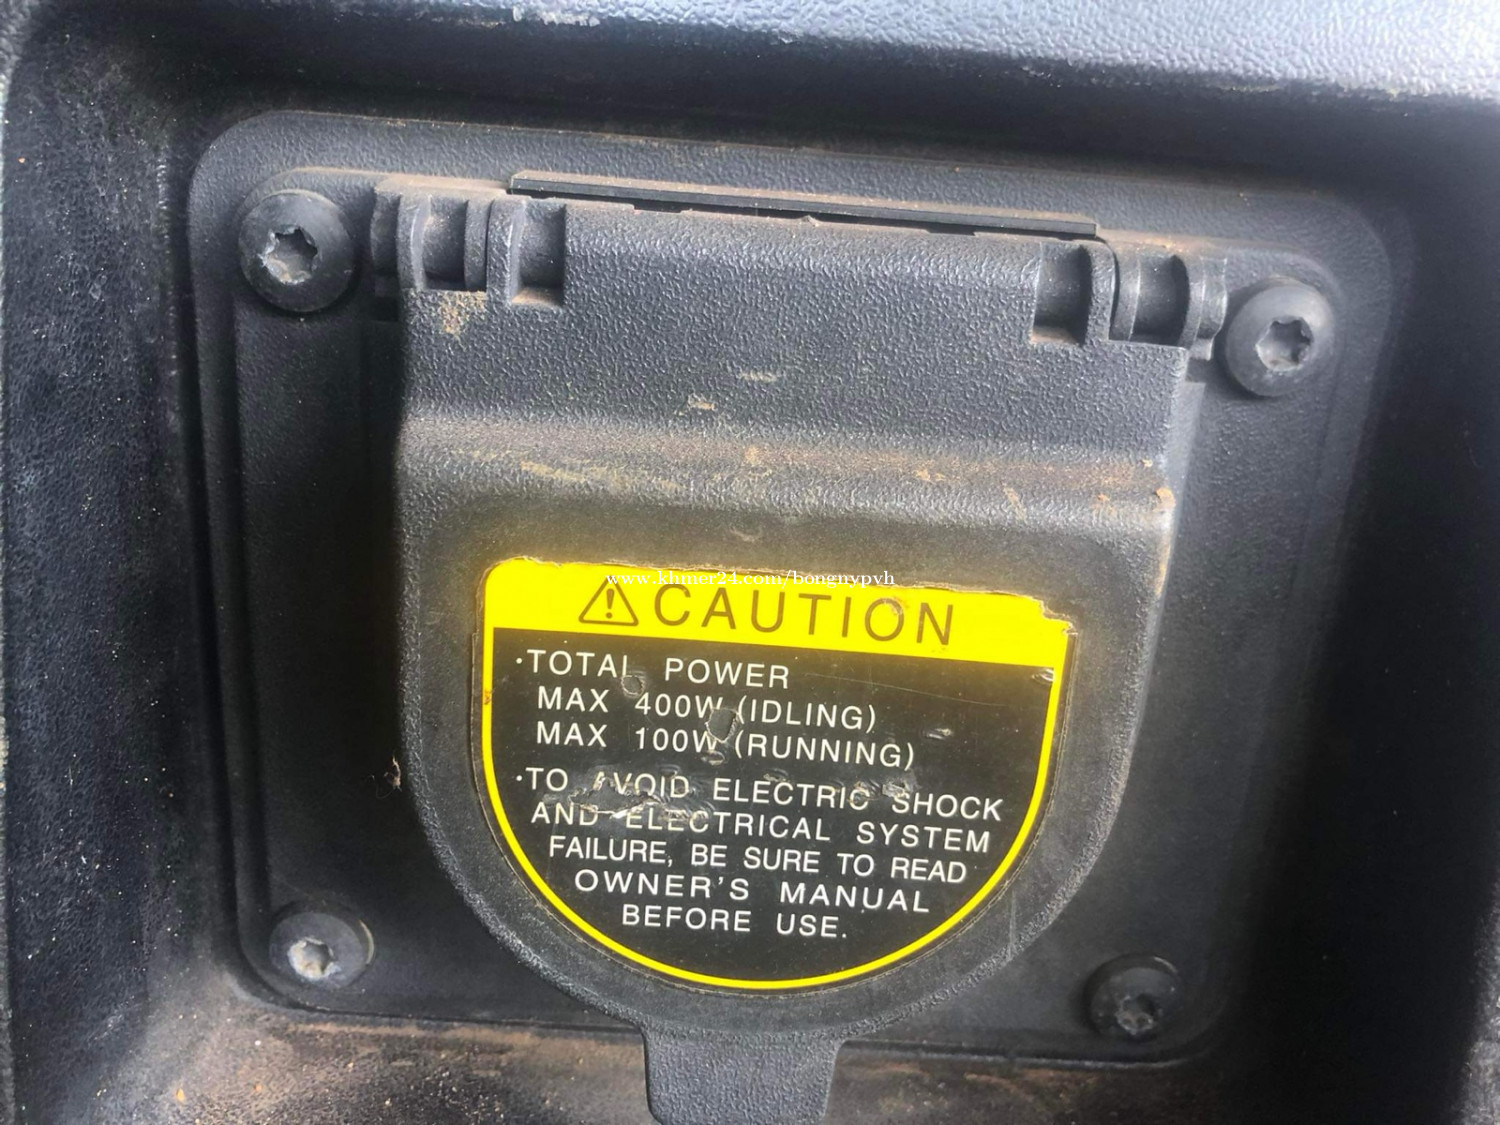 www.khmer24.com/bongnypvh
⚠CAUTION
·TOTAL POWER
MAX 400W (IDLING)
MAX 100W (RUNNING)
·TO AVOID ELECTRIC SHOCK
AND ELECTRICAL SYSTEM
FAILURE, BE SURE TO READ
OWNER'S MANUAL
BEFORE USE.